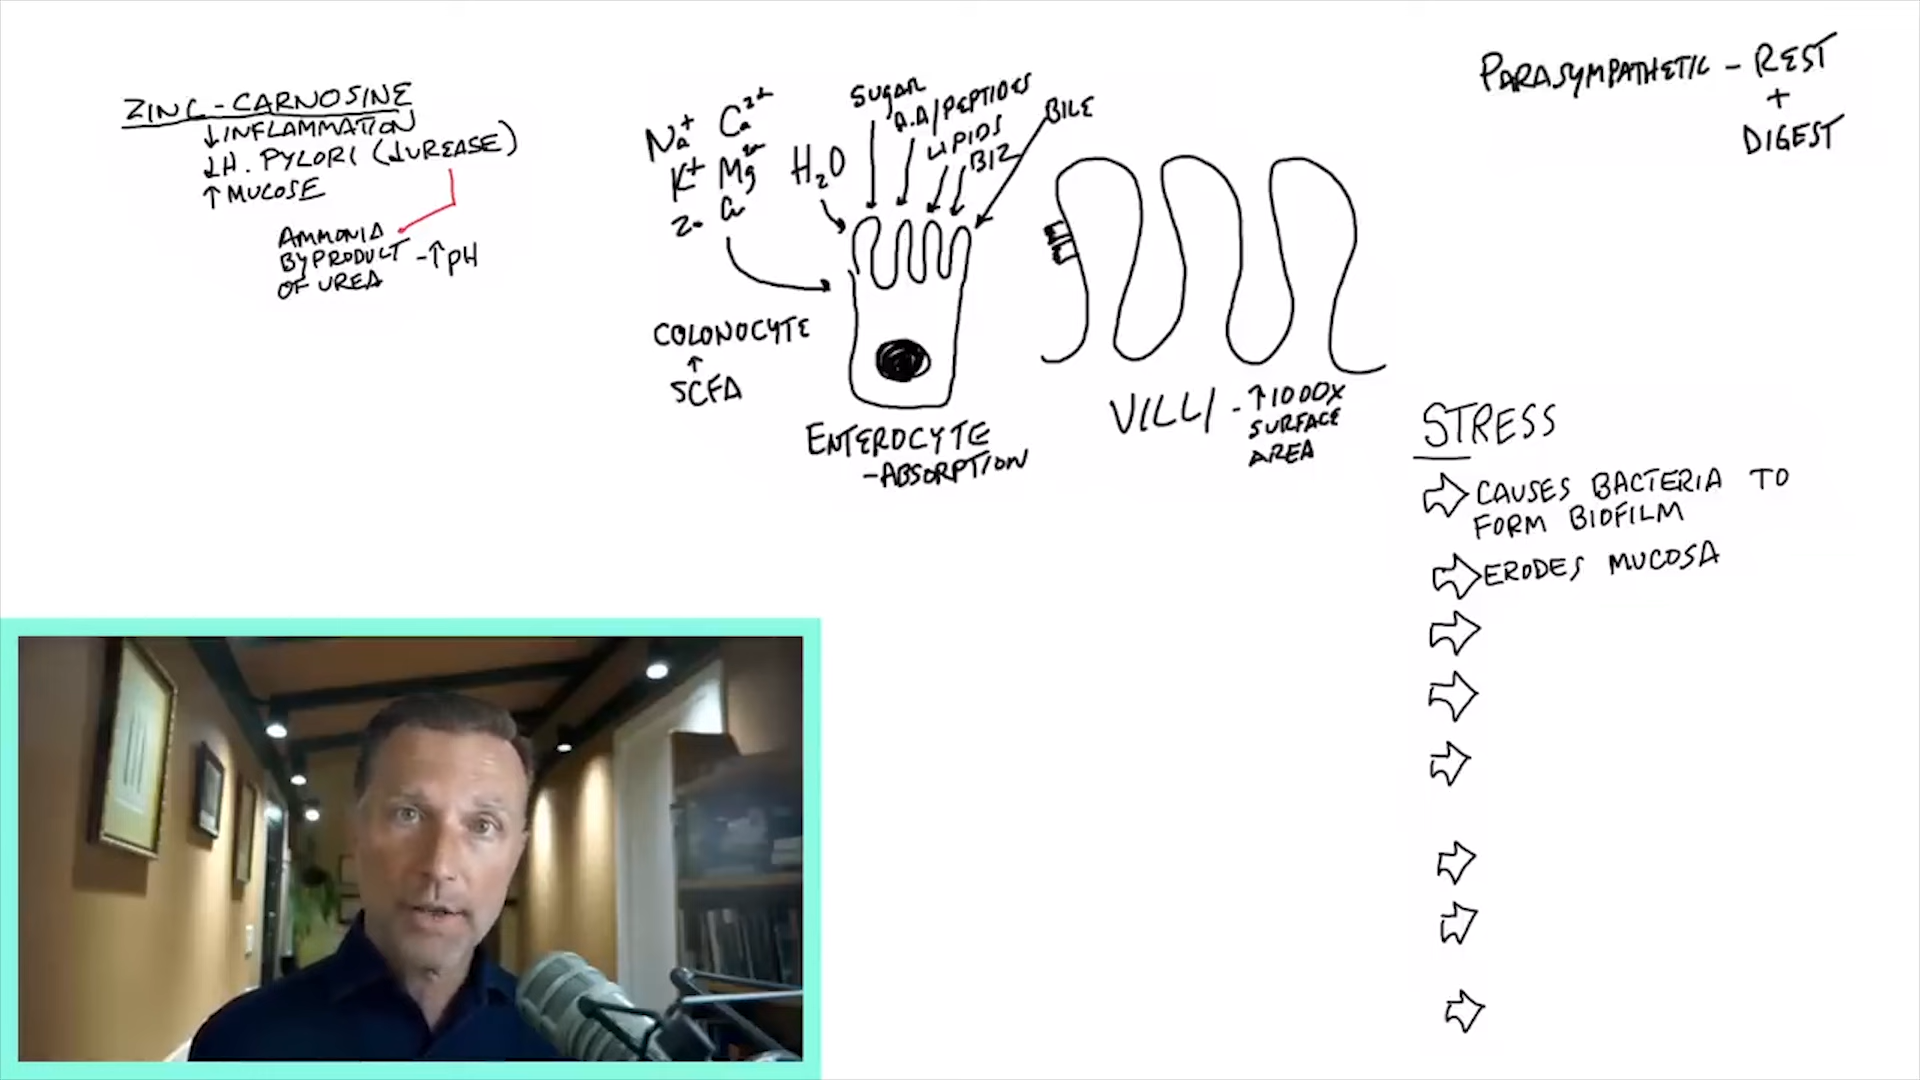 ZINC-CARNOSINE
↓INFLAMMATION
↓H. PYLORI (↓UREASE)
↑MUCOSE
AMMONIA
BYPRODUCT -↑pH
OF UREA
Na+ Ca2+
K+ Mg2+
H2O
SUGAR
A.A/PEPTIDES
LIPIDS
B12
BILE
COLONOCYTE
↑
SCFA
ENTEROCYTE
-ABSORPTION
VILLI -↑1000X
SURFACE
AREA
PARASYMPATHETIC - REST
+
DIGEST
STRESS
CAUSES BACTERIA TO
FORM BIOFILM
ERODES MUCOSA